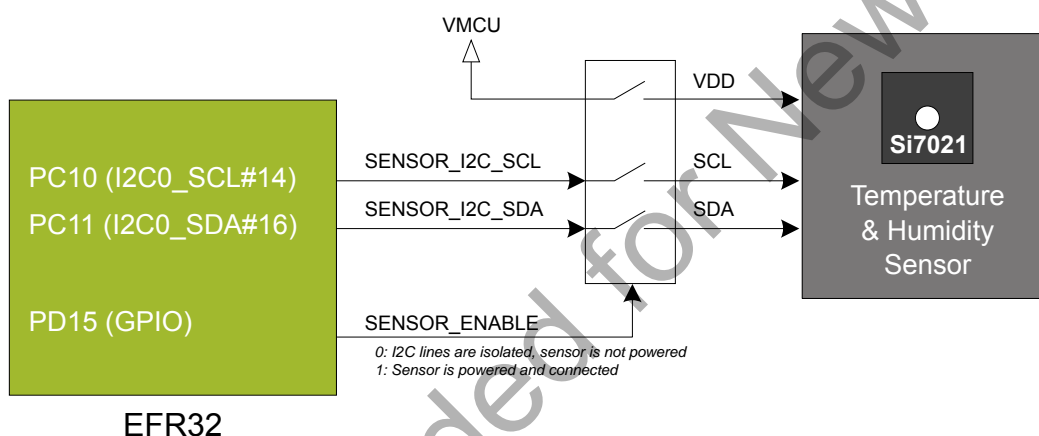 VMCU
VDD
Si7021
PC10 (I2C0_SCL#14)
SENSOR_I2C_SCL
SCL
PC11 (I2C0_SDA#16)
SENSOR_I2C_SDA
SDA
Temperature
& Humidity
Sensor
PD15 (GPIO)
SENSOR_ENABLE
0: I2C lines are isolated, sensor is not powered
1: Sensor is powered and connected
EFR32
ded for New